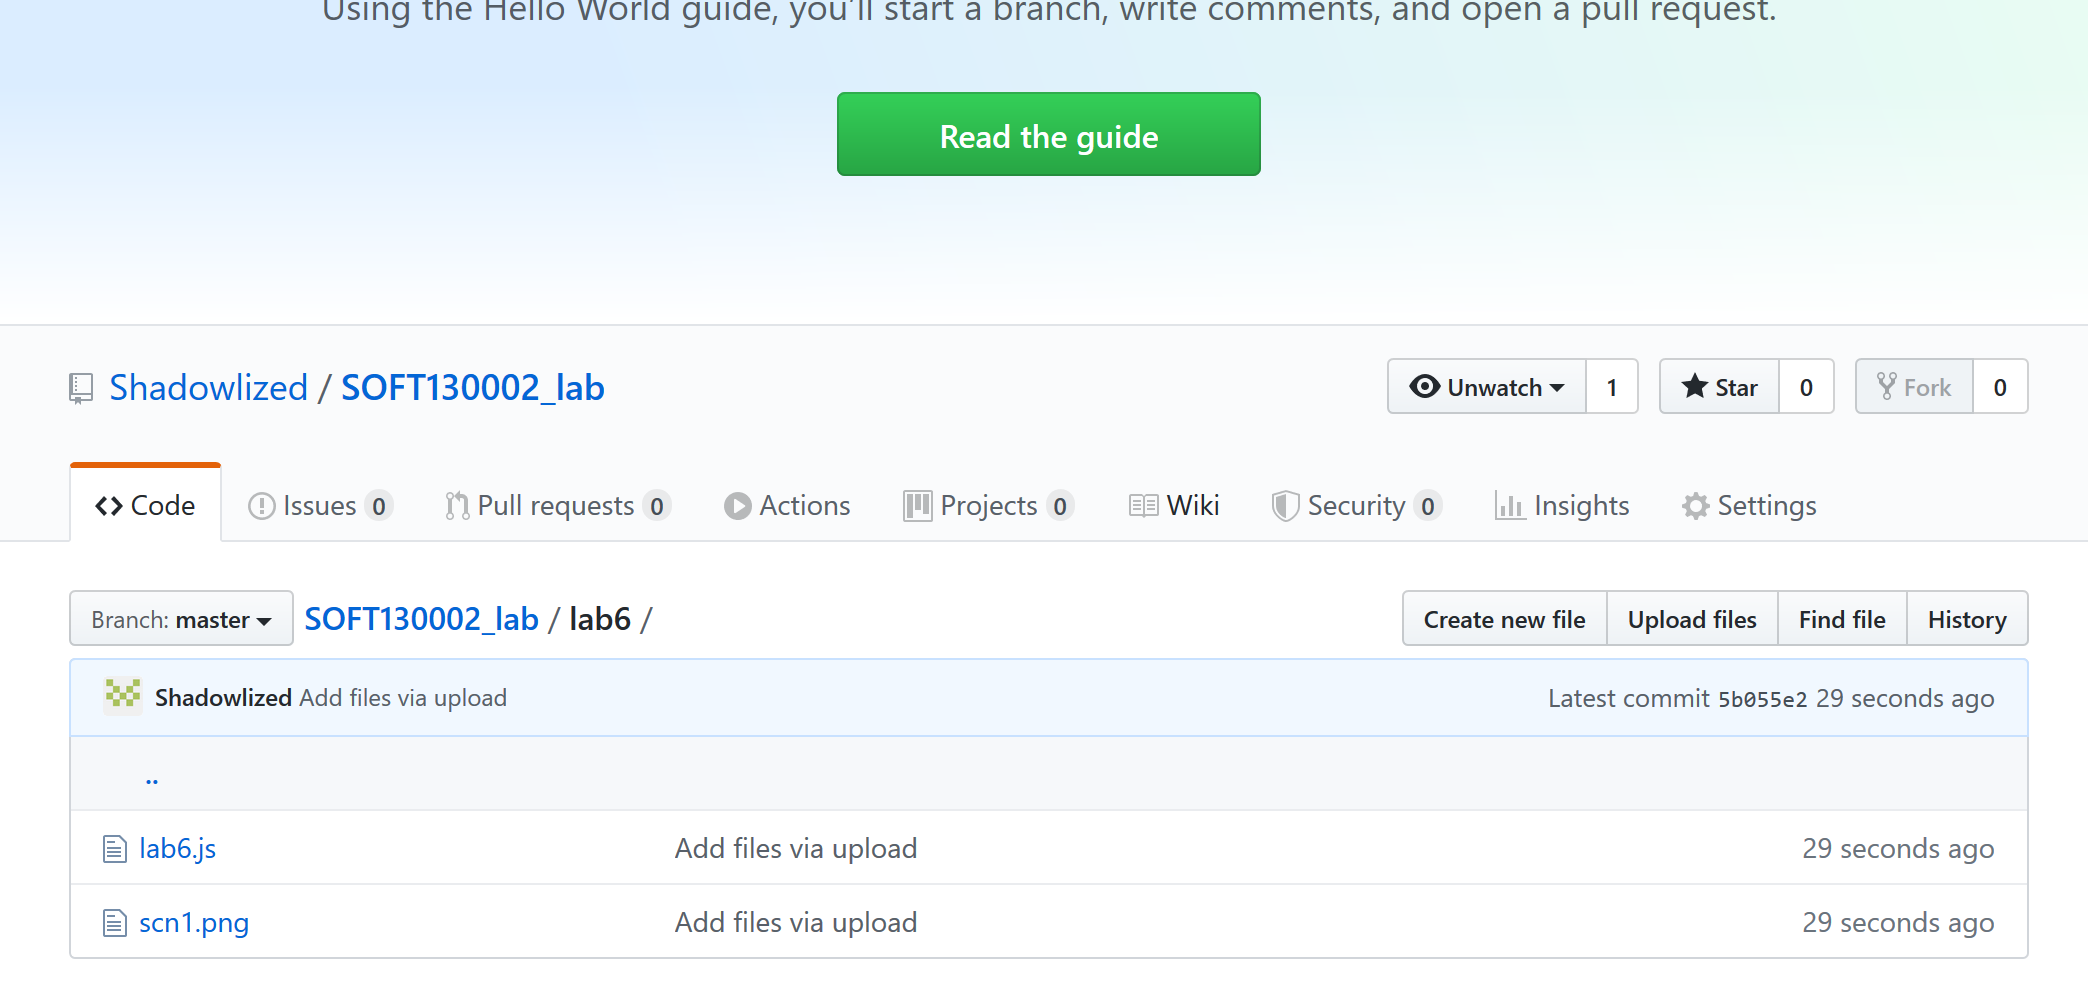 Using the Hello World guide, you'll start a branch, write comments, and open a pull request.
Read the guide
Shadowlized / SOFT130002_lab
Unwatch 1 Star 0 Fork 0
Code Issues 0 Pull requests 0 Actions Projects 0 Wiki Security 0 Insights Settings
Branch: master SOFT130002_lab / lab6 / Create new file Upload files Find file History
Shadowlized Add files via upload Latest commit 5b055e2 29 seconds ago
..
lab6.js Add files via upload 29 seconds ago
scn1.png Add files via upload 29 seconds ago